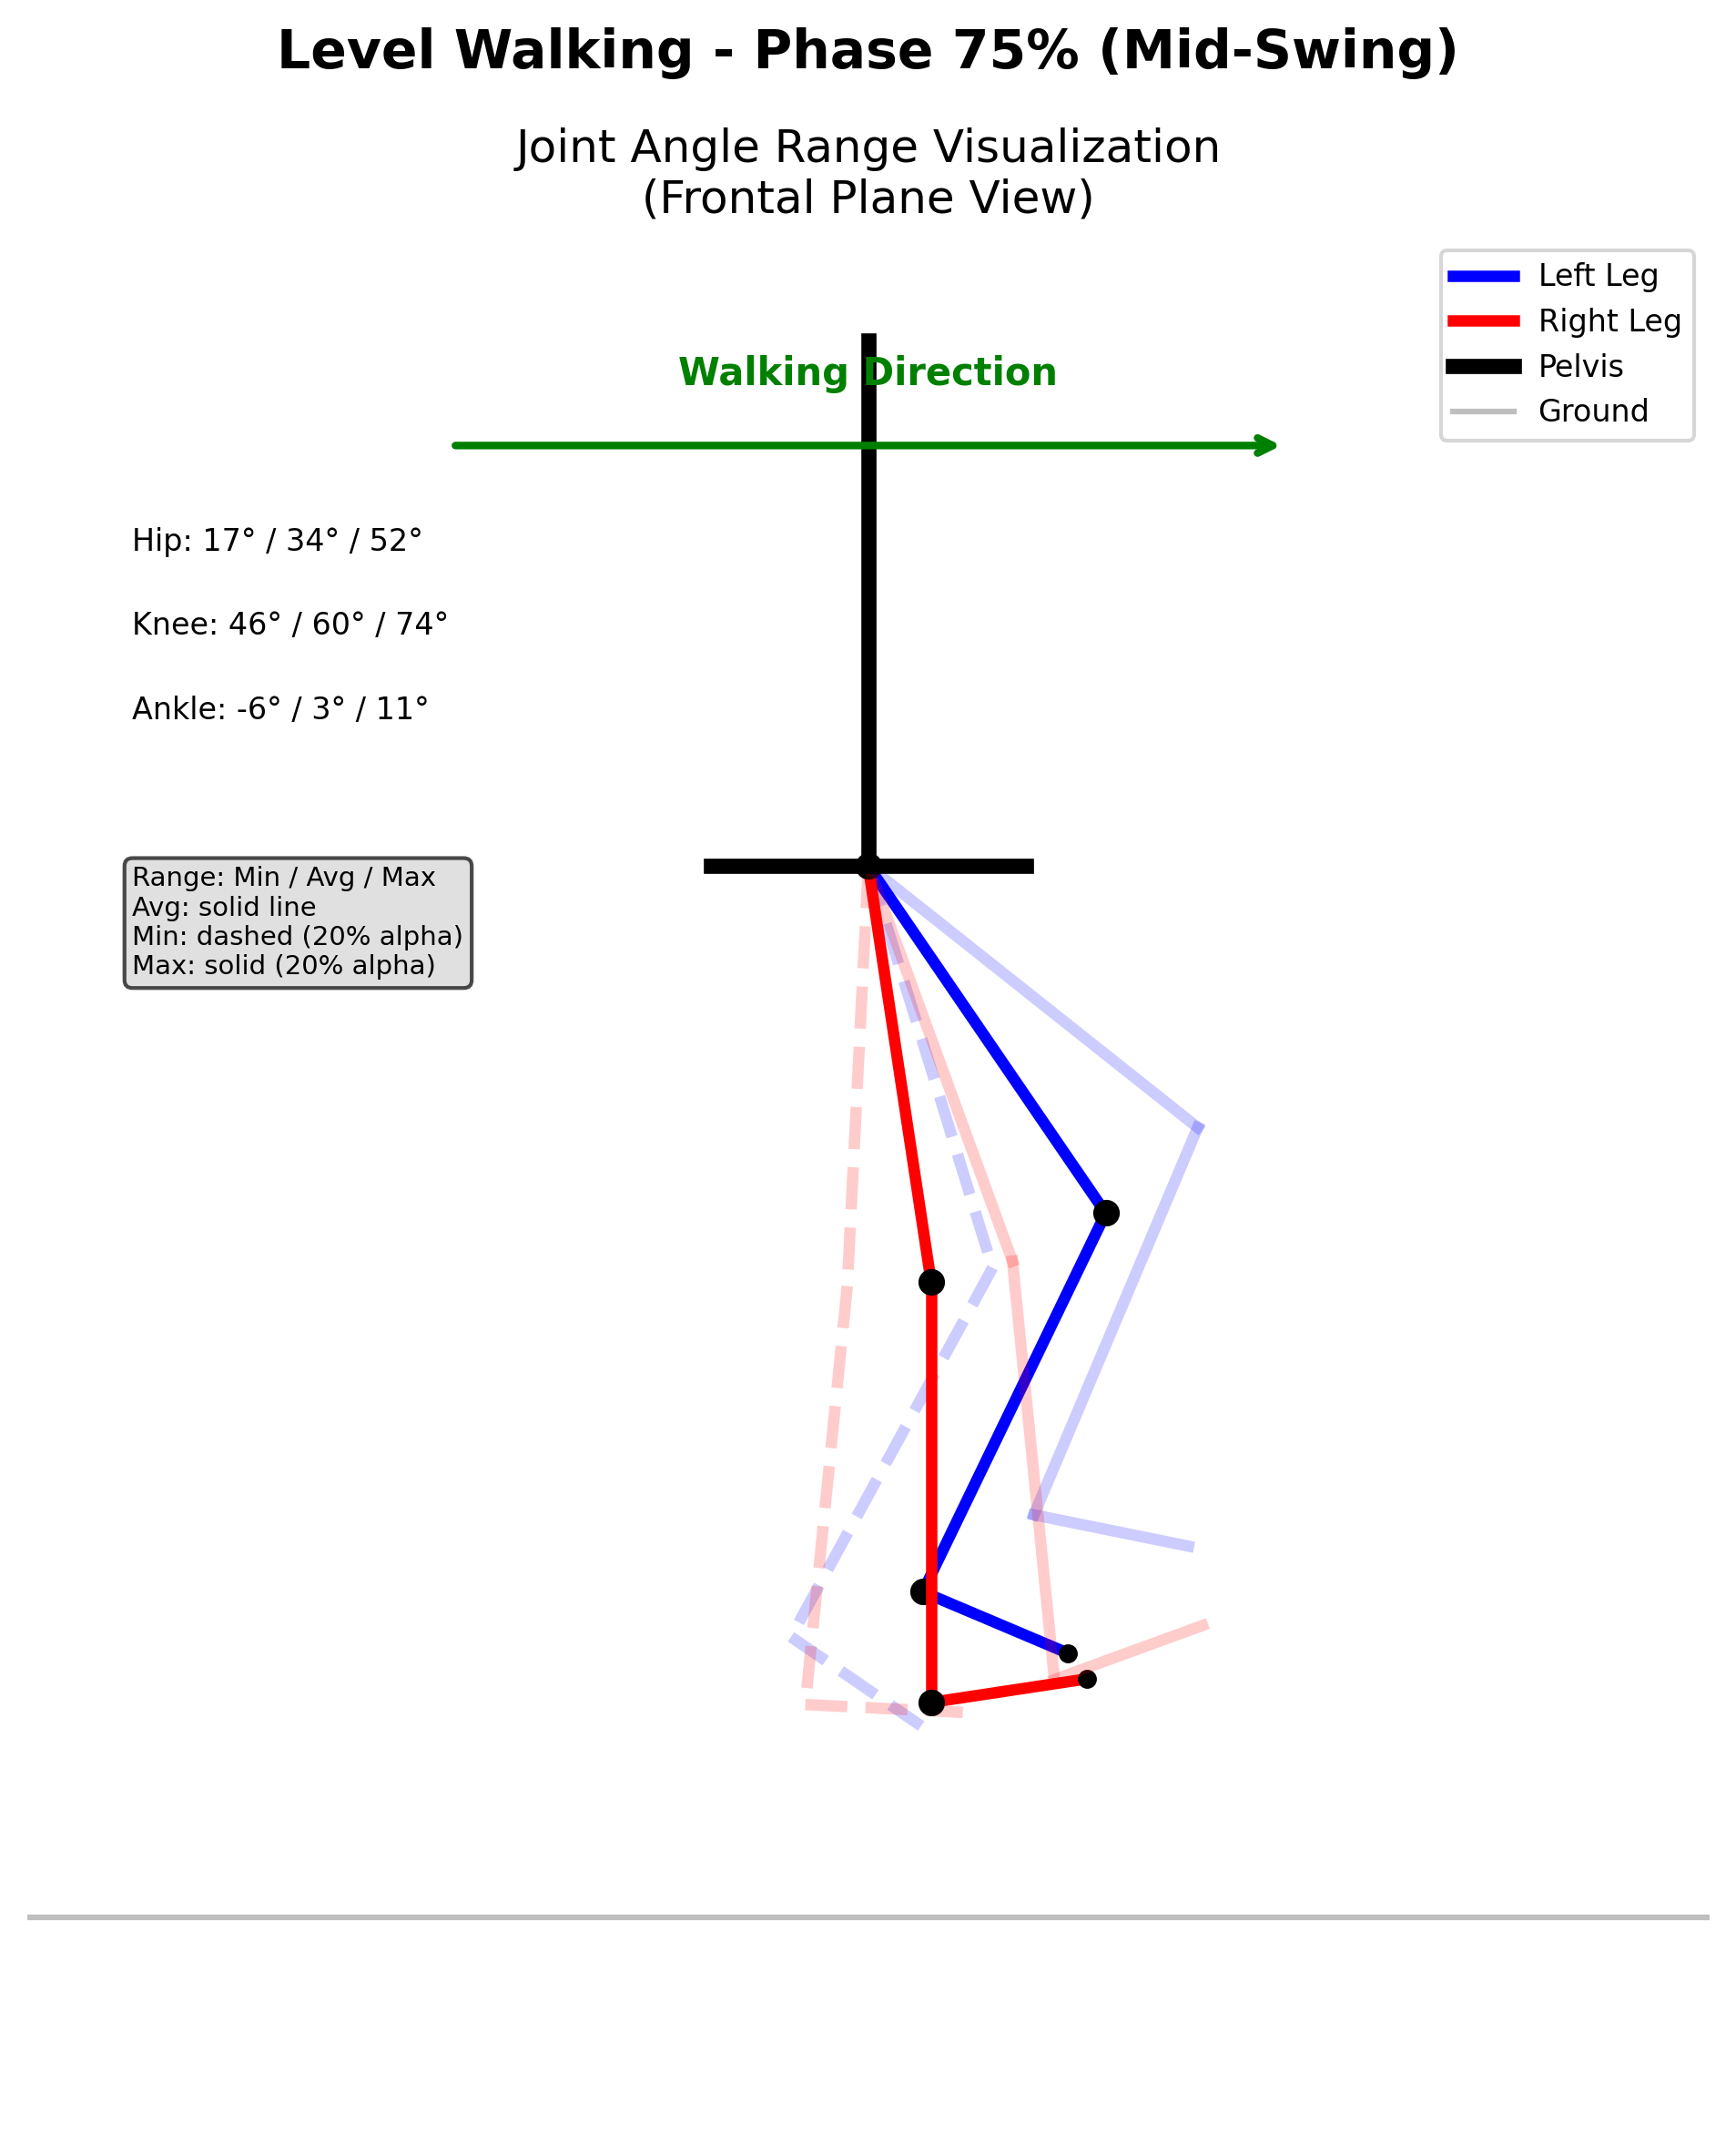 Level Walking - Phase 75% (Mid-Swing)
Joint Angle Range Visualization
(Frontal Plane View)
Left Leg
Right Leg
Pelvis
Ground
Walking Direction
Hip: 17° / 34° / 52°
Knee: 46° / 60° / 74°
Ankle: -6° / 3° / 11°
Range: Min / Avg / Max
Avg: solid line
Min: dashed (20% alpha)
Max: solid (20% alpha)